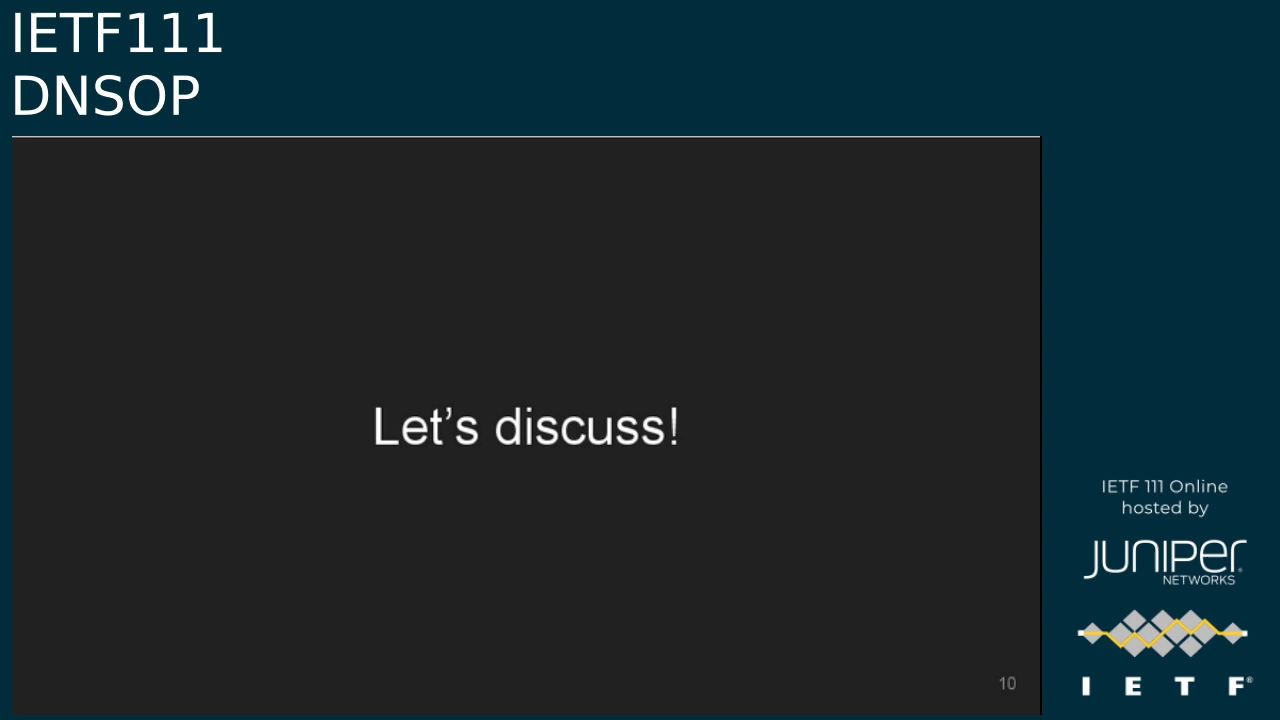 IETF111
DNSOP
Let's discuss!
10
IETF 111 Online
hosted by
JUNIPER
NETWORKS
I E T F®